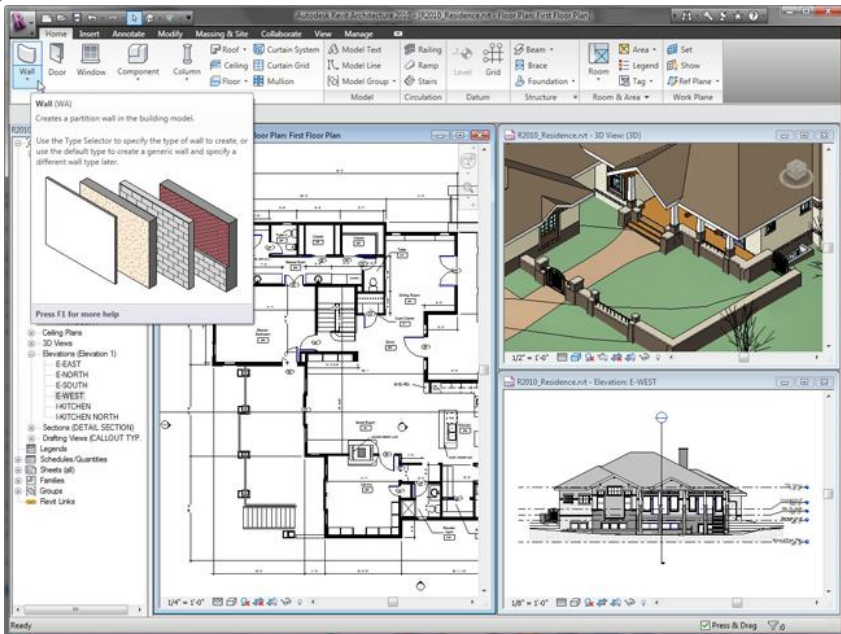 Autodesk Revit Architecture 2010 - [R2010_Residence.rvt - Floor Plan: First Floor Plan]
Home Insert Annotate Modify Massing & Site Collaborate View Manage
Wall Door Window Component Column
Roof Curtain System
Ceiling Curtain Grid
Floor Mullion
Model Text
Model Line
Model Group
Railing
Ramp
Stairs
Level Grid
Beam
Brace
Foundation
Room
Area
Legend
Tag
Set
Show
Ref Plane
Model Circulation Datum Structure Room & Area Work Plane
Wall (WA)
Creates a partition wall in the building model.
Use the Type Selector to specify the type of wall to create, or
use the default type to create a generic wall and specify a
different wall type later.
Press F1 for more help
R2010
Floor Plan: First Floor Plan
Ceiling Plans
3D Views
Elevations (Elevation 1)
E-EAST
E-NORTH
E-SOUTH
E-WEST
I-KITCHEN
I-KITCHEN NORTH
Sections (DETAIL SECTION)
Drafting Views (CALLOUT TYP.
Legends
Schedules/Quantities
Sheets (all)
Families
Groups
Revit Links
1/4" = 1'-0"
R2010_Residence.rvt - 3D View: {3D}
1/2" = 1'-0"
R2010_Residence.rvt - Elevation: E-WEST
1/8" = 1'-0"
Ready
Press & Drag
:0